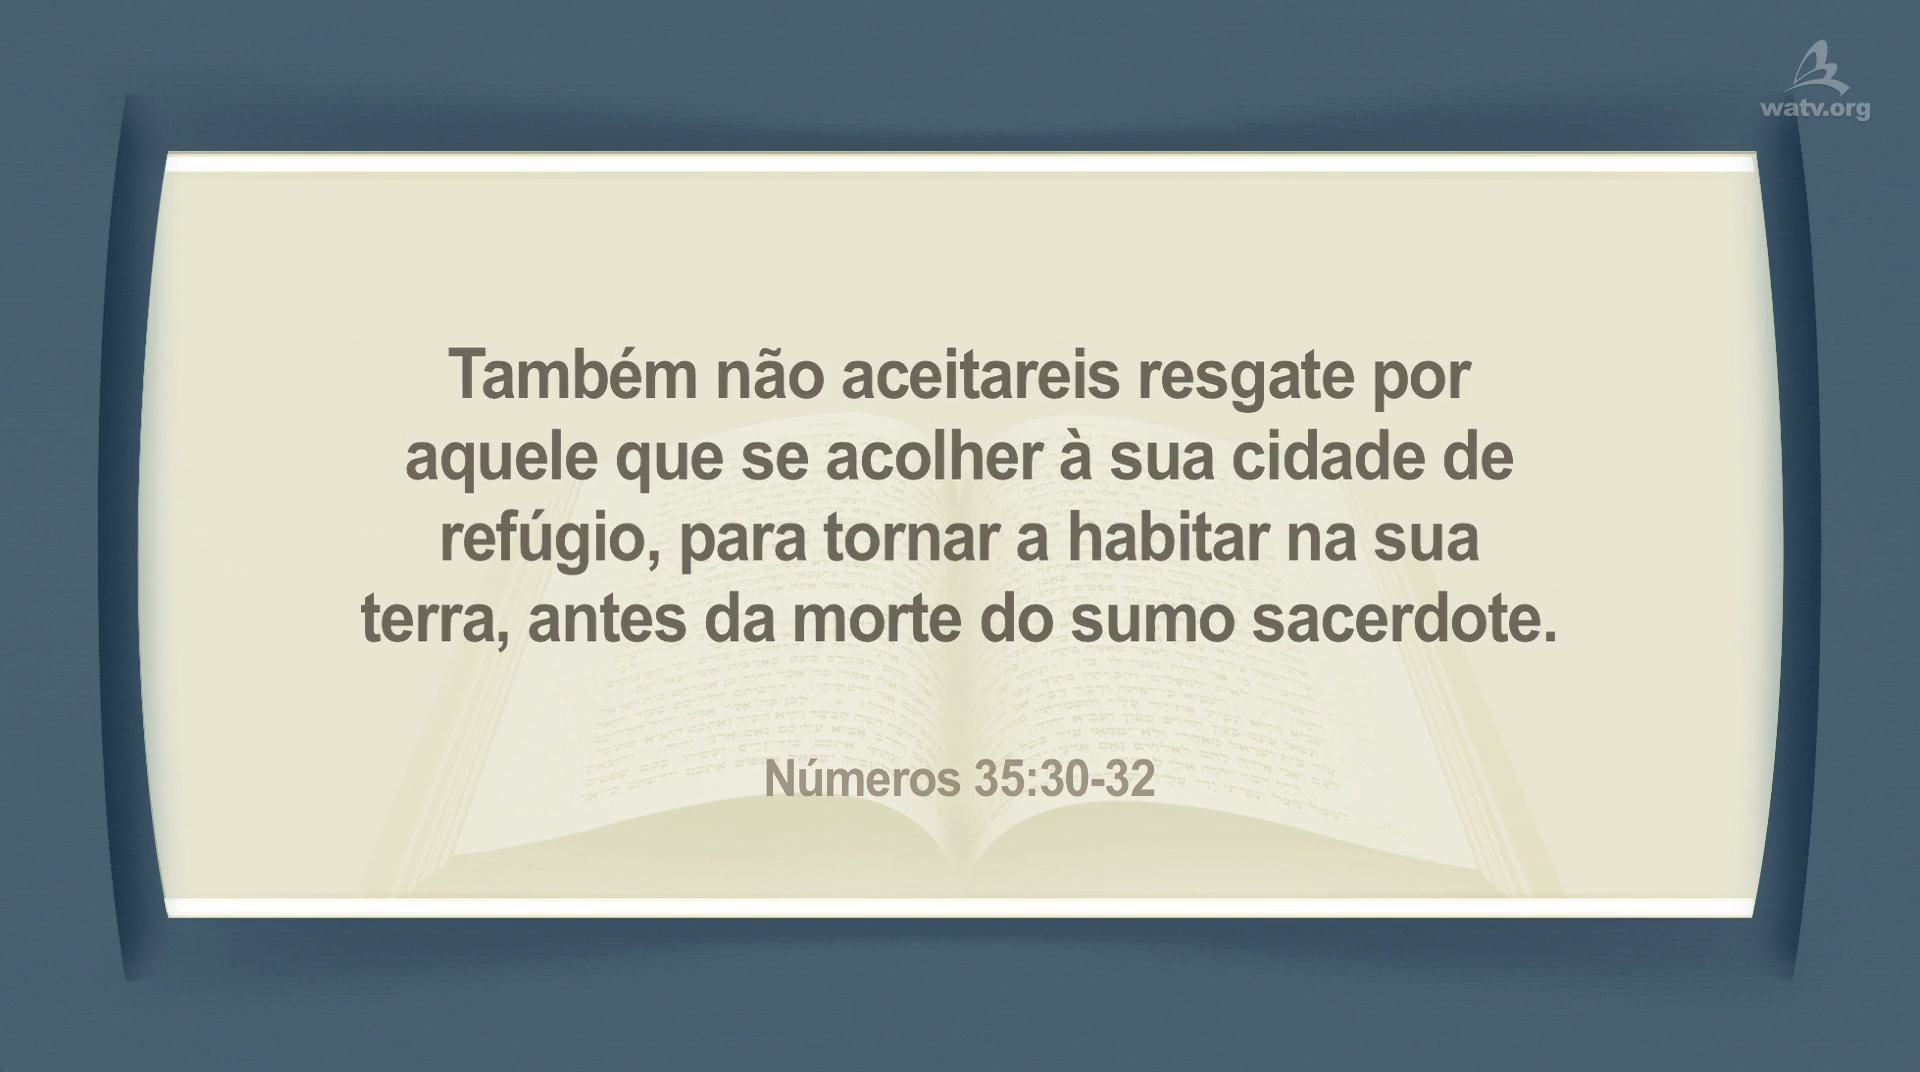 watv.org
Também não aceitareis resgate por
aquele que se acolher à sua cidade de
refúgio, para tornar a habitar na sua
terra, antes da morte do sumo sacerdote.
Números 35:30-32